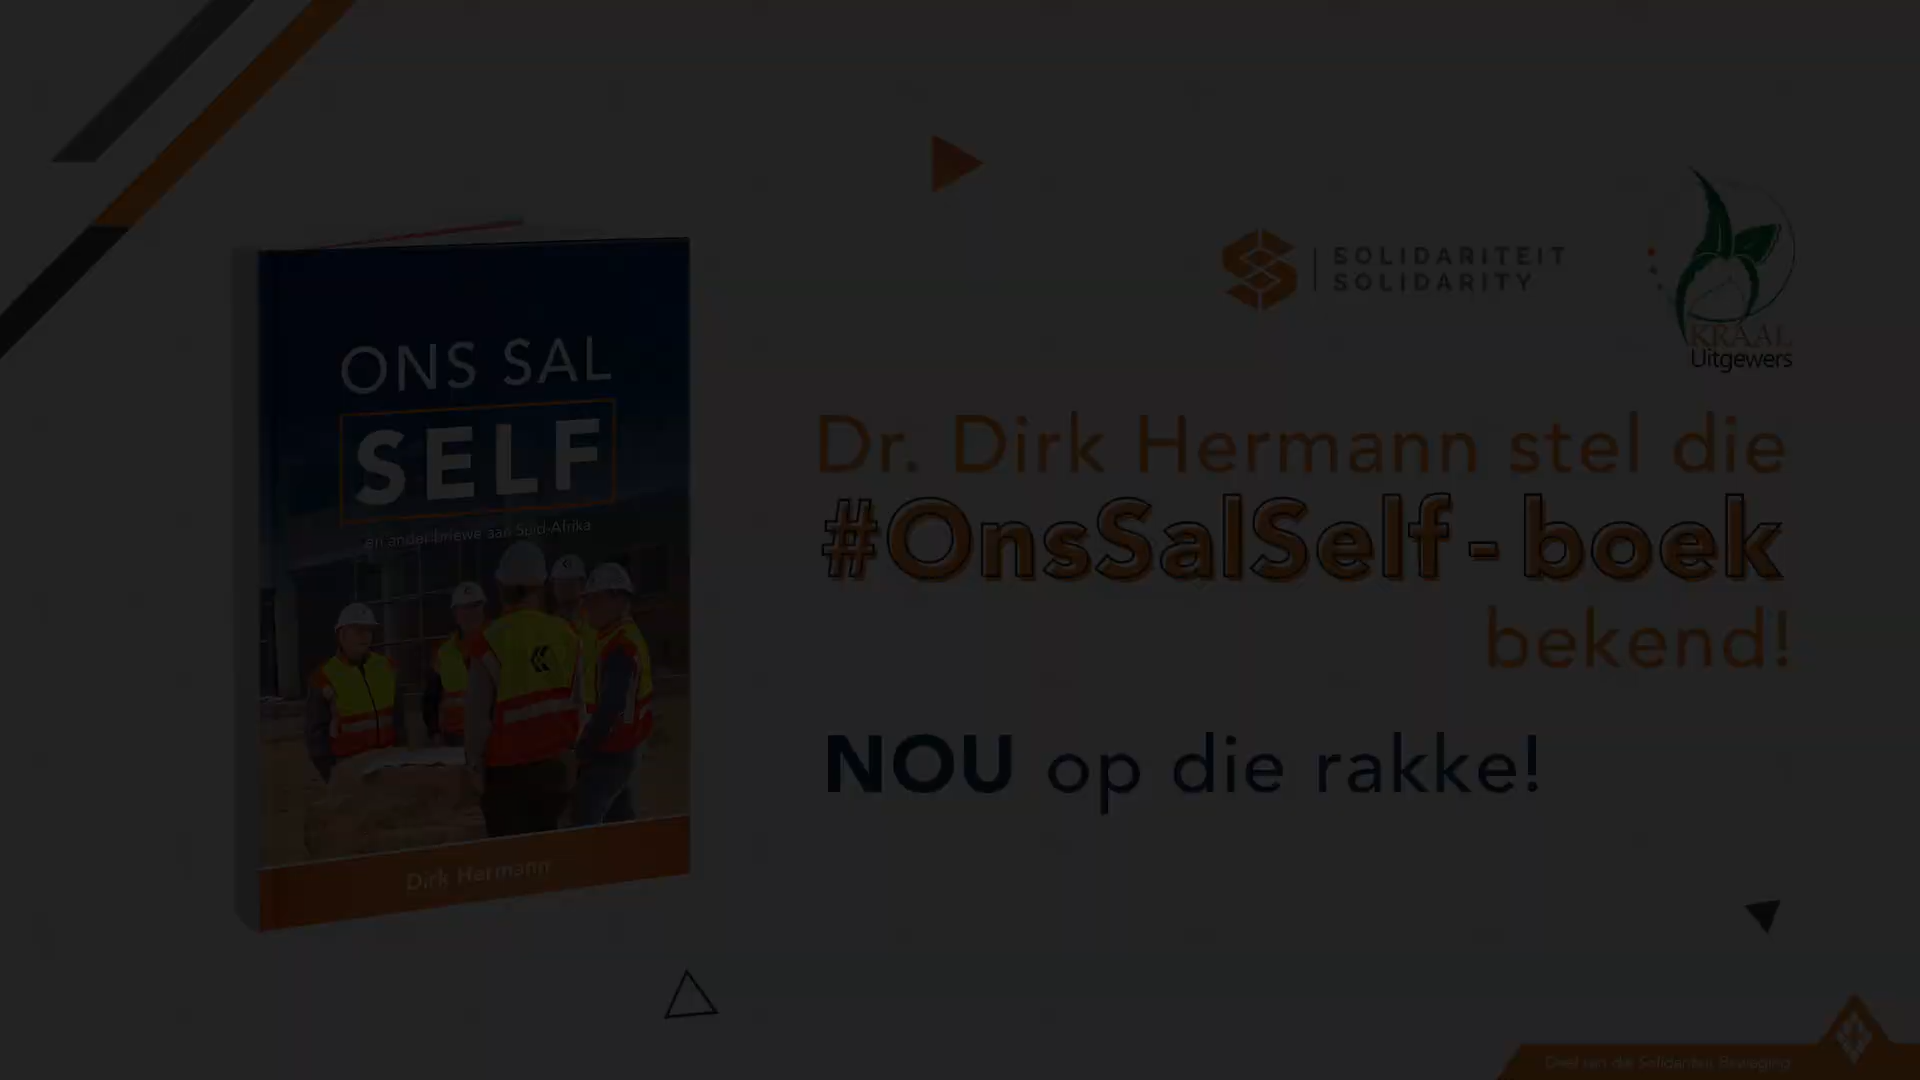 ONS SAL
SELF
en ander briewe aan Suid-Afrika
Dirk Hermann
SOLIDARITEIT
SOLIDARITY
KRAAL
Uitgewers
Dr. Dirk Hermann stel die
#OnsSalSelf - boek
bekend!
NOU op die rakke!
Deel van die Solidariteit Beweging